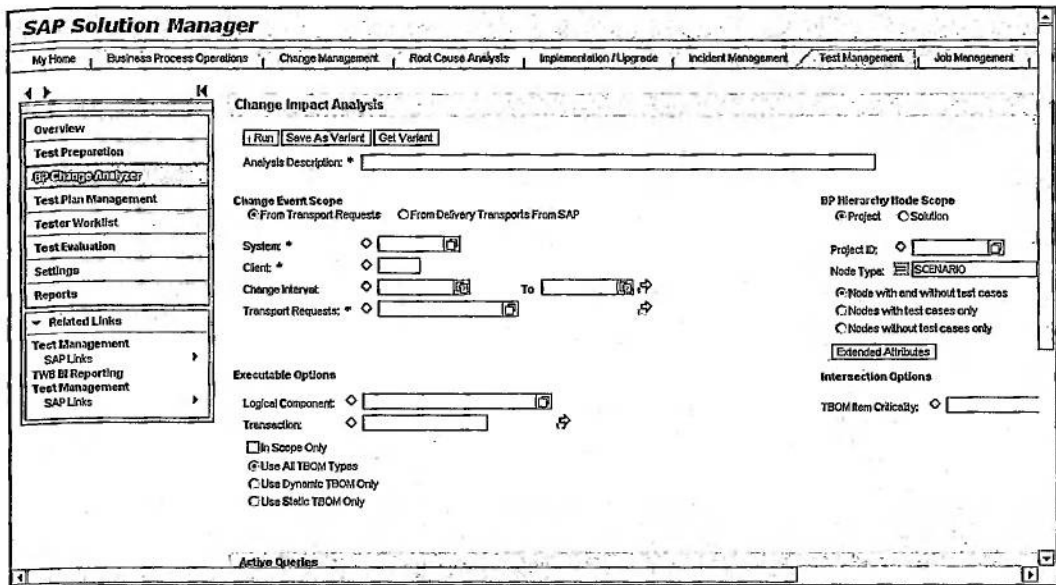 SAP Solution Manager
My Home Business Process Operations Change Management Root Cause Analysis Implementation / Upgrade Incident Management Test Management Job Management
Overview
Test Preparation
BP Change Analyzer
Test Plan Management
Tester Worklist
Test Evaluation
Settings
Reports
Related Links
Test Management
SAP Links
TWB BI Reporting
Test Management
SAP Links
Change Impact Analysis
Run Save As Variant Get Variant
Analysis Description: *
Change Event Scope
From Transport Requests From Delivery Transports From SAP
System: *
Client: *
Change Interval: To
Transport Requests: *
Executable Options
Logical Component:
Transaction:
In Scope Only
Use All TBOM Types
Use Dynamic TBOM Only
Use Static TBOM Only
Active Queries
BP Hierarchy Node Scope
Project Solution
Project ID:
Node Type: SCENARIO
Node with and without test cases
Nodes with test cases only
Nodes without test cases only
Extended Attributes
Intersection Options
TBOM Item Criticality: